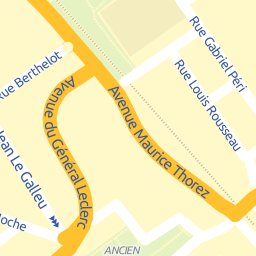 Rue Gabriel Péri
Rue Berthelot
Rue Louis Rousseau
Avenue Maurice Thorez
Avenue du Général Leclerc
Jean Le Galleu
ANCIEN